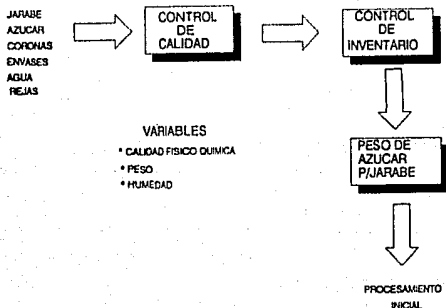 JARABE
AZUCAR
CORONAS
ENVASES
AGUA
REJAS
CONTROL
DE
CALIDAD
CONTROL
DE
INVENTARIO
VARIABLES
* CALIDAD FISICO QUIMICA
* PESO
* HUMEDAD
PESO DE
AZUCAR
P/JARABE
PROCESAMIENTO
INICIAL